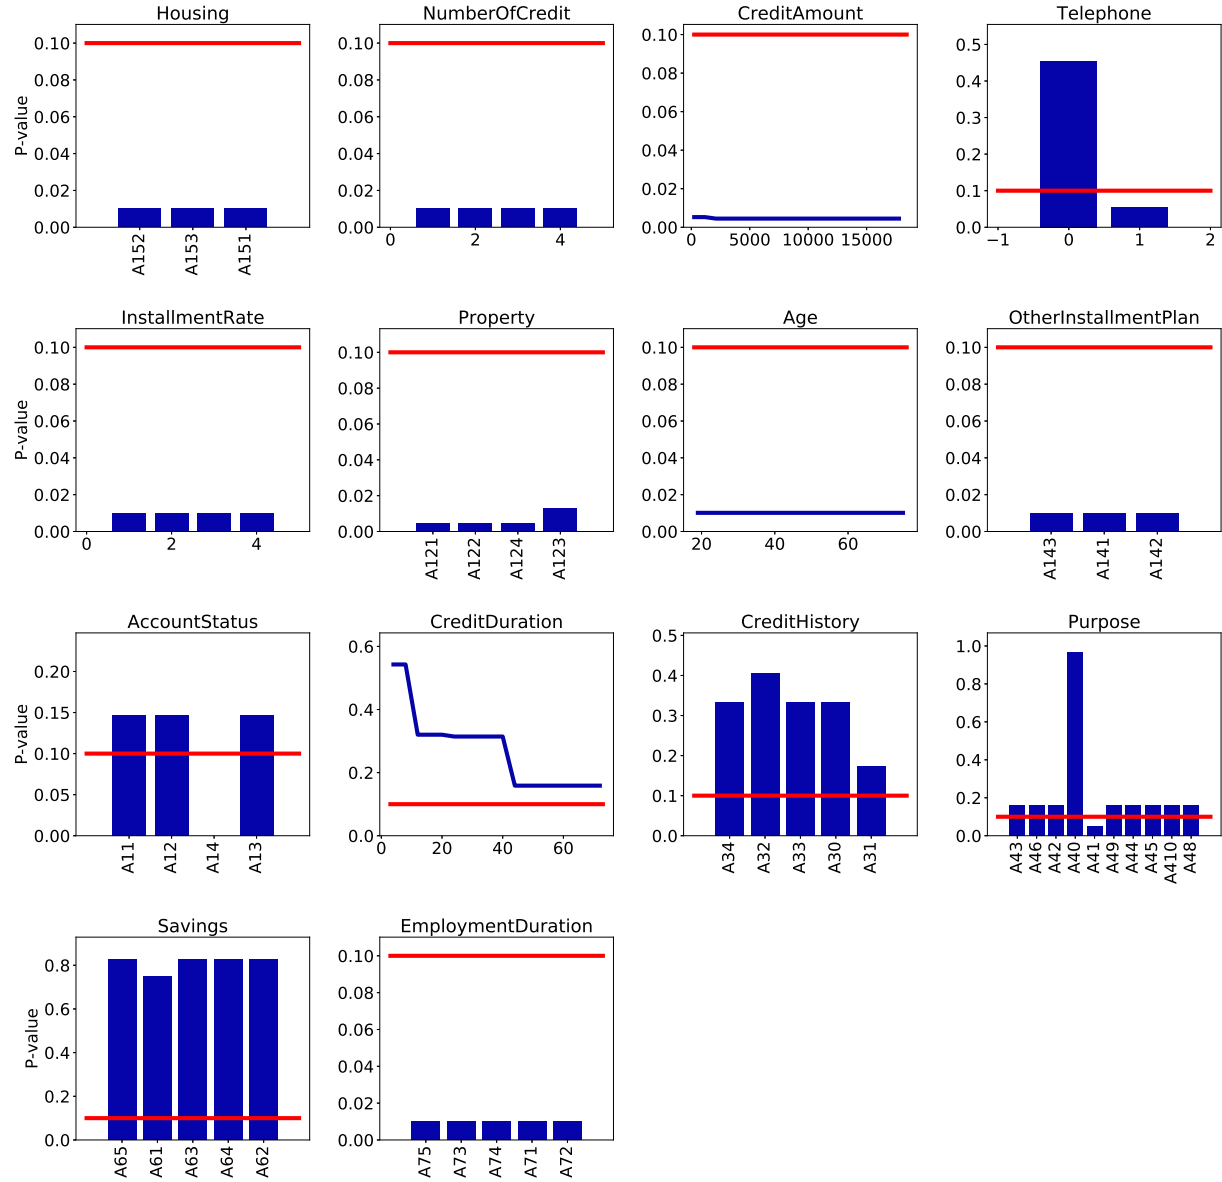 Housing
NumberOfCredit
CreditAmount
Telephone
P-value
0.10
0.08
0.06
0.04
0.02
0.00
A152
A153
A151
0.10
0.08
0.06
0.04
0.02
0.00
0 2 4
0.10
0.08
0.06
0.04
0.02
0.00
0 5000 10000 15000
0.5
0.4
0.3
0.2
0.1
0.0
−1 0 1 2
InstallmentRate
Property
Age
OtherInstallmentPlan
P-value
0.10
0.08
0.06
0.04
0.02
0.00
0 2 4
0.10
0.08
0.06
0.04
0.02
0.00
A121
A122
A124
A123
0.10
0.08
0.06
0.04
0.02
0.00
20 40 60
0.10
0.08
0.06
0.04
0.02
0.00
A143
A141
A142
AccountStatus
CreditDuration
CreditHistory
Purpose
P-value
0.20
0.15
0.10
0.05
0.00
A11
A12
A14
A13
0.6
0.4
0.2
0.0
0 20 40 60
0.5
0.4
0.3
0.2
0.1
0.0
A34
A32
A33
A30
A31
1.0
0.8
0.6
0.4
0.2
0.0
A43
A46
A42
A40
A41
A49
A44
A45
A410
A48
Savings
EmploymentDuration
P-value
0.8
0.6
0.4
0.2
0.0
A65
A61
A63
A64
A62
0.10
0.08
0.06
0.04
0.02
0.00
A75
A73
A74
A71
A72